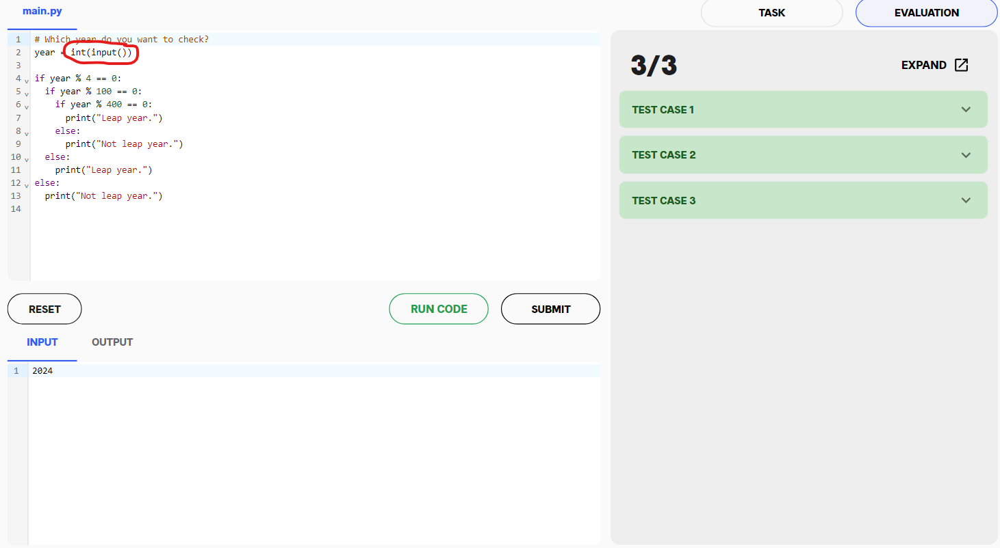 main.py
TASK
EVALUATION
1 # Which year do you want to check?
2 year = int(input())
3
4 if year % 4 == 0:
5   if year % 100 == 0:
6     if year % 400 == 0:
7       print("Leap year.")
8     else:
9       print("Not leap year.")
10   else:
11     print("Leap year.")
12 else:
13   print("Not leap year.")
14
RESET
RUN CODE
SUBMIT
INPUT
OUTPUT
1 2024
3/3
EXPAND
TEST CASE 1
TEST CASE 2
TEST CASE 3